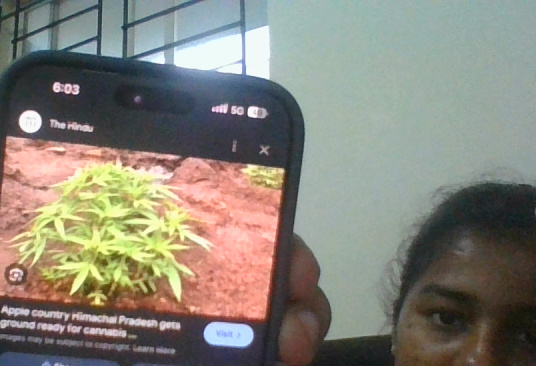 6:03
5G
The Hindu
Apple country Himachal Pradesh gets
ground ready for cannabis ...
Visit >
Images may be subject to copyright. Learn more